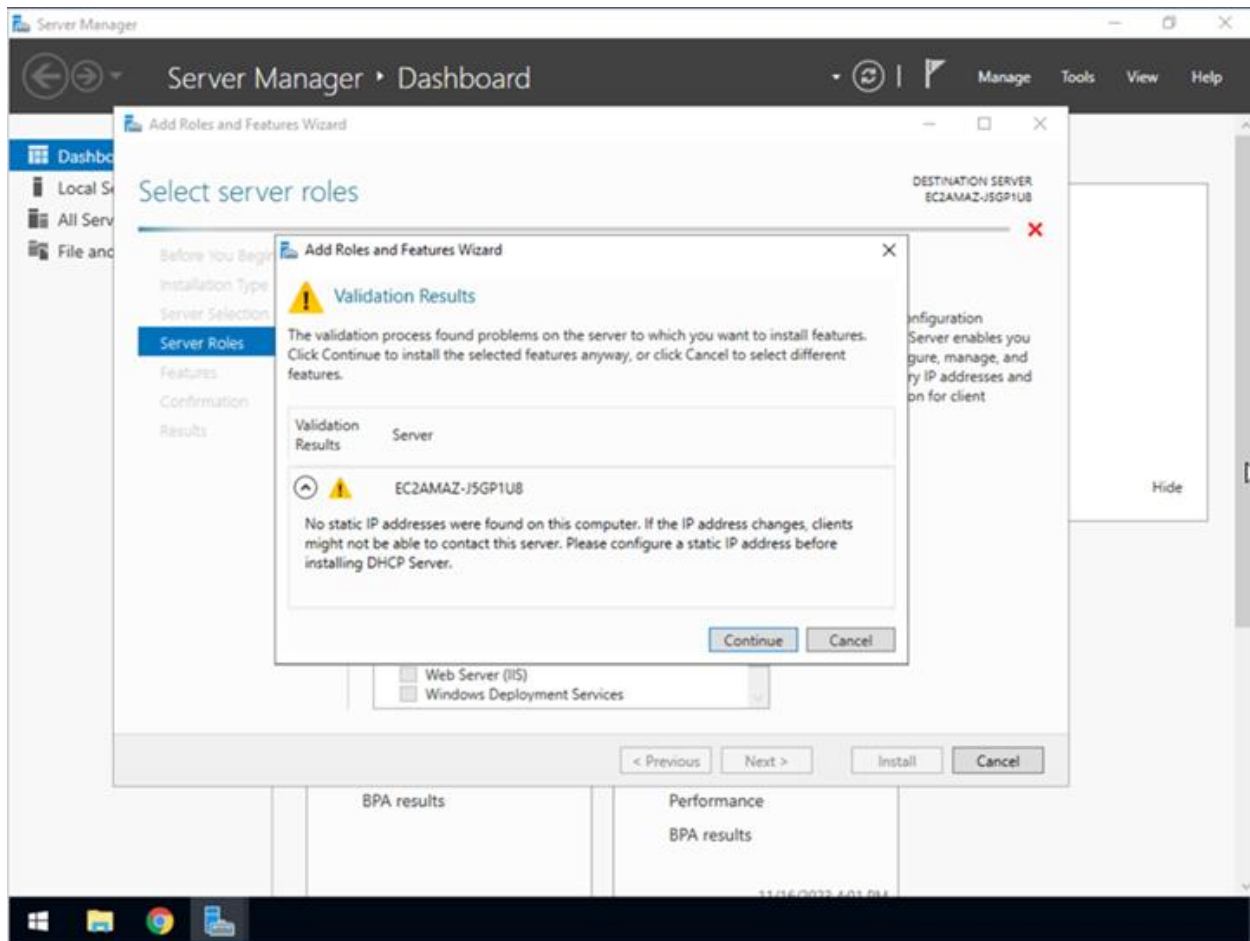 Server Manager
Server Manager • Dashboard
Manage Tools View Help
Add Roles and Features Wizard
Dashbo
Local Se
All Serv
File and
Select server roles
DESTINATION SERVER
EC2AMAZ-J5GP1U8
Before You Begin
Installation Type
Server Selection
Server Roles
Features
Confirmation
Results
Add Roles and Features Wizard
Validation Results
The validation process found problems on the server to which you want to install features.
Click Continue to install the selected features anyway, or click Cancel to select different
features.
Validation
Results
Server
EC2AMAZ-J5GP1U8
No static IP addresses were found on this computer. If the IP address changes, clients
might not be able to contact this server. Please configure a static IP address before
installing DHCP Server.
Continue Cancel
nfiguration
Server enables you
gure, manage, and
ry IP addresses and
on for client
Hide
Web Server (IIS)
Windows Deployment Services
< Previous Next > Install Cancel
BPA results
Performance
BPA results